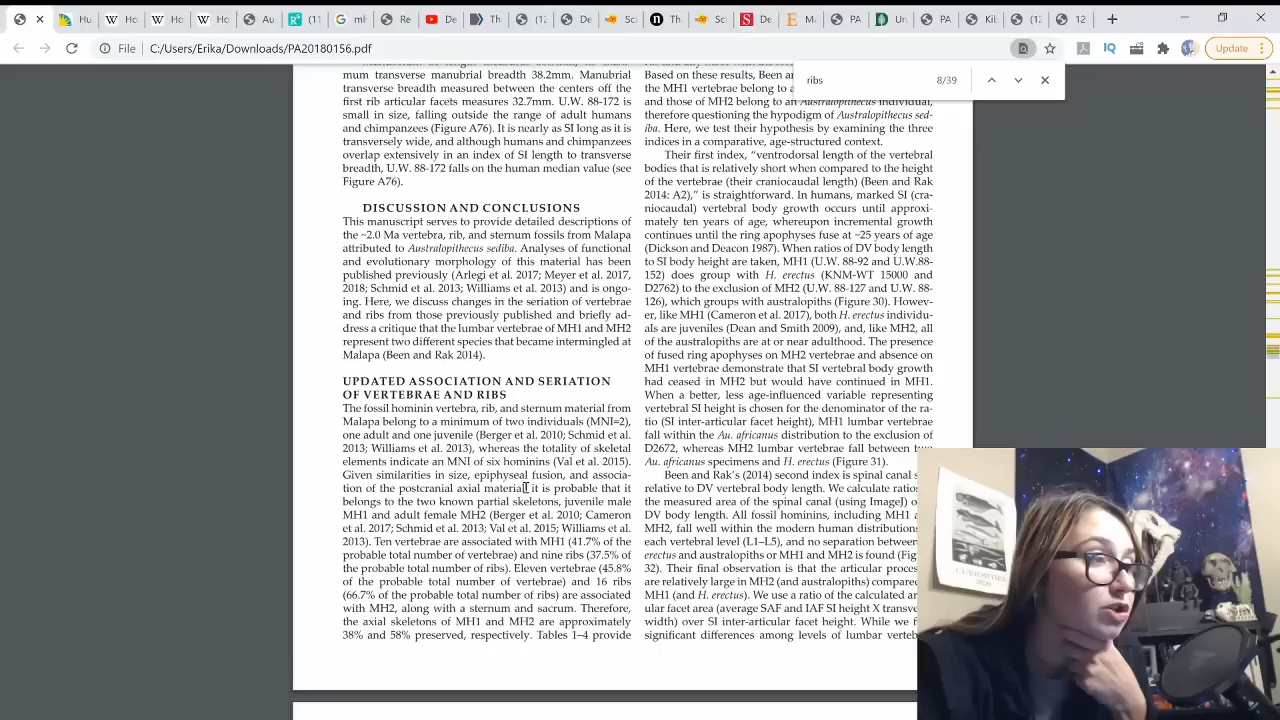 Hu
W
Ho
W
Ho
W
Ho
Au
(11
mh
Re
De
Th
(12
De
Sci
Th
Sci
De
Ma
PA
Un
PA
Kil
(12
12
File
C:/Users/Erika/Downloads/PA20180156.pdf
Update
ribs
8/39
mum transverse manubrial breadth 38.2mm. Manubrial
transverse breadth measured between the centers off the
first rib articular facets measures 32.7mm. U.W. 88-172 is
small in size, falling outside the range of adult humans
and chimpanzees (Figure A76). It is nearly as SI long as it is
transversely wide, and although humans and chimpanzees
overlap extensively in an index of SI length to transverse
breadth, U.W. 88-172 falls on the human median value (see
Figure A76).
DISCUSSION AND CONCLUSIONS
This manuscript serves to provide detailed descriptions of
the ~2.0 Ma vertebra, rib, and sternum fossils from Malapa
attributed to Australopithecus sediba. Analyses of functional
and evolutionary morphology of this material has been
published previously (Arlegi et al. 2017; Meyer et al. 2017,
2018; Schmid et al. 2013; Williams et al. 2013) and is ongo-
ing. Here, we discuss changes in the seriation of vertebrae
and ribs from those previously published and briefly ad-
dress a critique that the lumbar vertebrae of MH1 and MH2
represent two different species that became intermingled at
Malapa (Been and Rak 2014).
UPDATED ASSOCIATION AND SERIATION
OF VERTEBRAE AND RIBS
The fossil hominin vertebra, rib, and sternum material from
Malapa belong to a minimum of two individuals (MNI=2),
one adult and one juvenile (Berger et al. 2010; Schmid et al.
2013; Williams et al. 2013), whereas the totality of skeletal
elements indicate an MNI of six hominins (Val et al. 2015).
Given similarities in size, epiphyseal fusion, and associa-
tion of the postcranial axial material, it is probable that it
belongs to the two known partial skeletons, juvenile male
MH1 and adult female MH2 (Berger et al. 2010; Cameron
et al. 2017; Schmid et al. 2013; Val et al. 2015; Williams et al.
2013). Ten vertebrae are associated with MH1 (41.7% of the
probable total number of vertebrae) and nine ribs (37.5% of
the probable total number of ribs). Eleven vertebrae (45.8%
of the probable total number of vertebrae) and 16 ribs
(66.7% of the probable total number of ribs) are associated
with MH2, along with a sternum and sacrum. Therefore,
the axial skeletons of MH1 and MH2 are approximately
38% and 58% preserved, respectively. Tables 1–4 provide
Based on these results, Been an
the MH1 vertebrae belong to a
and those of MH2 belong to an Australopithecus individual,
therefore questioning the hypodigm of Australopithecus sed-
iba. Here, we test their hypothesis by examining the three
indices in a comparative, age-structured context.
Their first index, “ventrodorsal length of the vertebral
bodies that is relatively short when compared to the height
of the vertebrae (their craniocaudal length) (Been and Rak
2014: A2),” is straightforward. In humans, marked SI (cra-
niocaudal) vertebral body growth occurs until approxi-
mately ten years of age, whereupon incremental growth
continues until the ring apophyses fuse at ~25 years of age
(Dickson and Deacon 1987). When ratios of DV body length
to SI body height are taken, MH1 (U.W. 88-92 and U.W.88-
152) does group with H. erectus (KNM-WT 15000 and
D2762) to the exclusion of MH2 (U.W. 88-127 and U.W. 88-
126), which groups with australopiths (Figure 30). Howev-
er, like MH1 (Cameron et al. 2017), both H. erectus individu-
als are juveniles (Dean and Smith 2009), and, like MH2, all
of the australopiths are at or near adulthood. The presence
of fused ring apophyses on MH2 vertebrae and absence on
MH1 vertebrae demonstrate that SI vertebral body growth
had ceased in MH2 but would have continued in MH1.
When a better, less age-influenced variable representing
vertebral SI height is chosen for the denominator of the ra-
tio (SI inter-articular facet height), MH1 lumbar vertebrae
fall within the Au. africanus distribution to the exclusion of
D2672, whereas MH2 lumbar vertebrae fall between two
Au. africanus specimens and H. erectus (Figure 31).
Been and Rak’s (2014) second index is spinal canal s
relative to DV vertebral body length. We calculate ratios
the measured area of the spinal canal (using ImageJ) o
DV body length. All fossil hominins, including MH1 a
MH2, fall well within the modern human distributions
each vertebral level (L1–L5), and no separation between
erectus and australopiths or MH1 and MH2 is found (Fig
32). Their final observation is that the articular proces
are relatively large in MH2 (and australopiths) compared
MH1 (and H. erectus). We use a ratio of the calculated ar
ular facet area (average SAF and IAF SI height X transve
width) over SI inter-articular facet height. While we f
significant differences among levels of lumbar verteb
CURIOSITIES